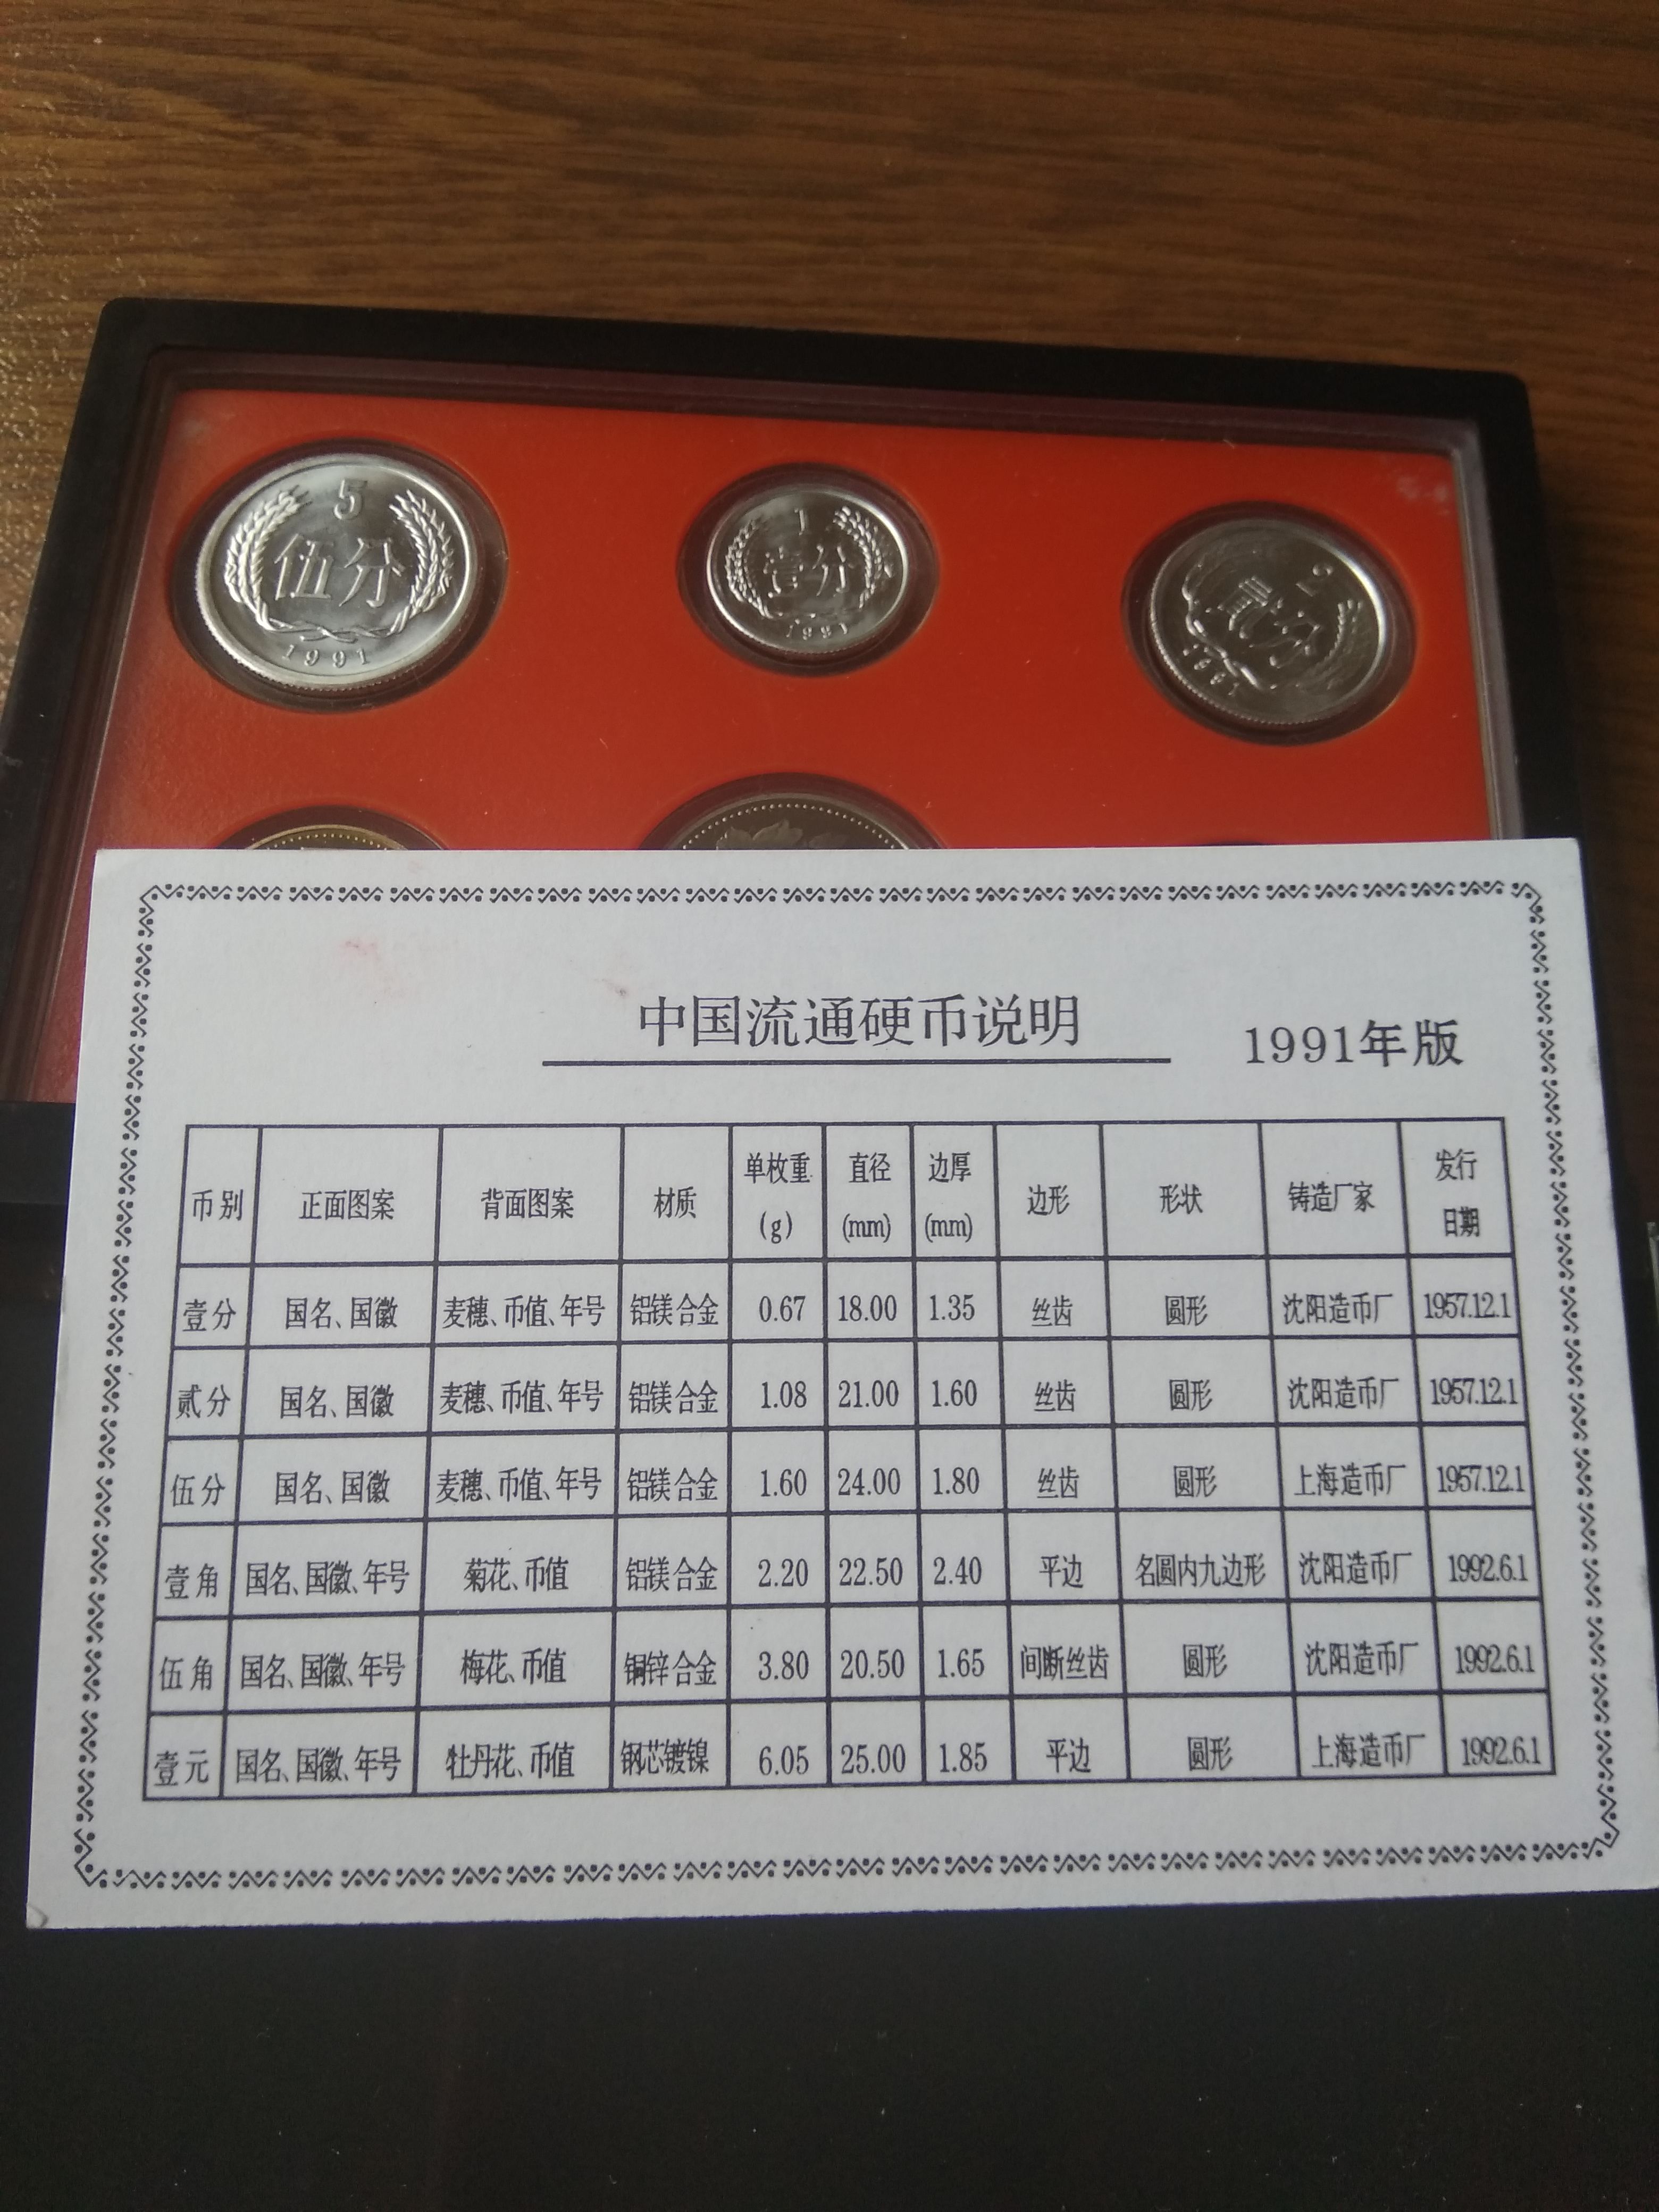 5
伍分
1991
1
壹分
1991
2
贰分
1991
中国流通硬币说明
1991年版
币别 正面图案 背面图案 材质 单枚重(g) 直径(mm) 边厚(mm) 边形 形状 铸造厂家 发行日期
壹分 国名、国徽 麦穗、币值、年号 铝镁合金 0.67 18.00 1.35 丝齿 圆形 沈阳造币厂 1957.12.1
贰分 国名、国徽 麦穗、币值、年号 铝镁合金 1.08 21.00 1.60 丝齿 圆形 沈阳造币厂 1957.12.1
伍分 国名、国徽 麦穗、币值、年号 铝镁合金 1.60 24.00 1.80 丝齿 圆形 上海造币厂 1957.12.1
壹角 国名、国徽、年号 菊花、币值 铝镁合金 2.20 22.50 2.40 平边 名圆内九边形 沈阳造币厂 1992.6.1
伍角 国名、国徽、年号 梅花、币值 铜锌合金 3.80 20.50 1.65 间断丝齿 圆形 沈阳造币厂 1992.6.1
壹元 国名、国徽、年号 牡丹花、币值 钢芯镀镍 6.05 25.00 1.85 平边 圆形 上海造币厂 1992.6.1